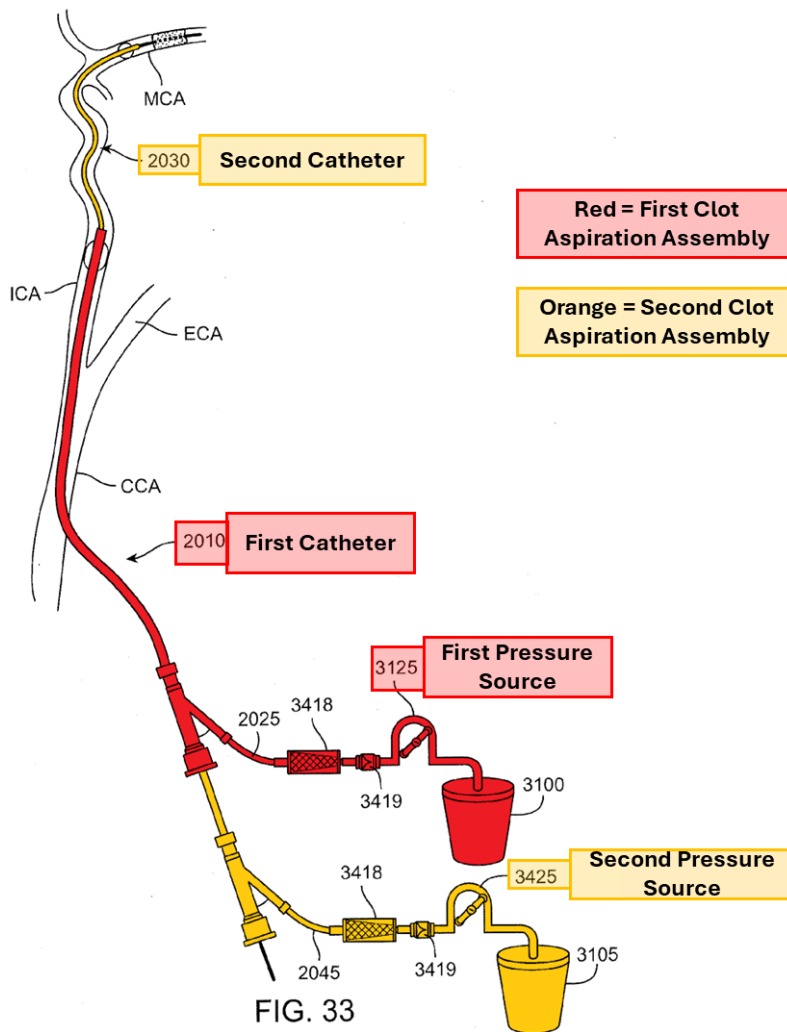 MCA
2030
Second Catheter
Red = First Clot
Aspiration Assembly
ICA
ECA
Orange = Second Clot
Aspiration Assembly
CCA
2010
First Catheter
3125
First Pressure
Source
2025
3418
3419
3100
3418
3425
Second Pressure
Source
2045
3419
3105
FIG. 33